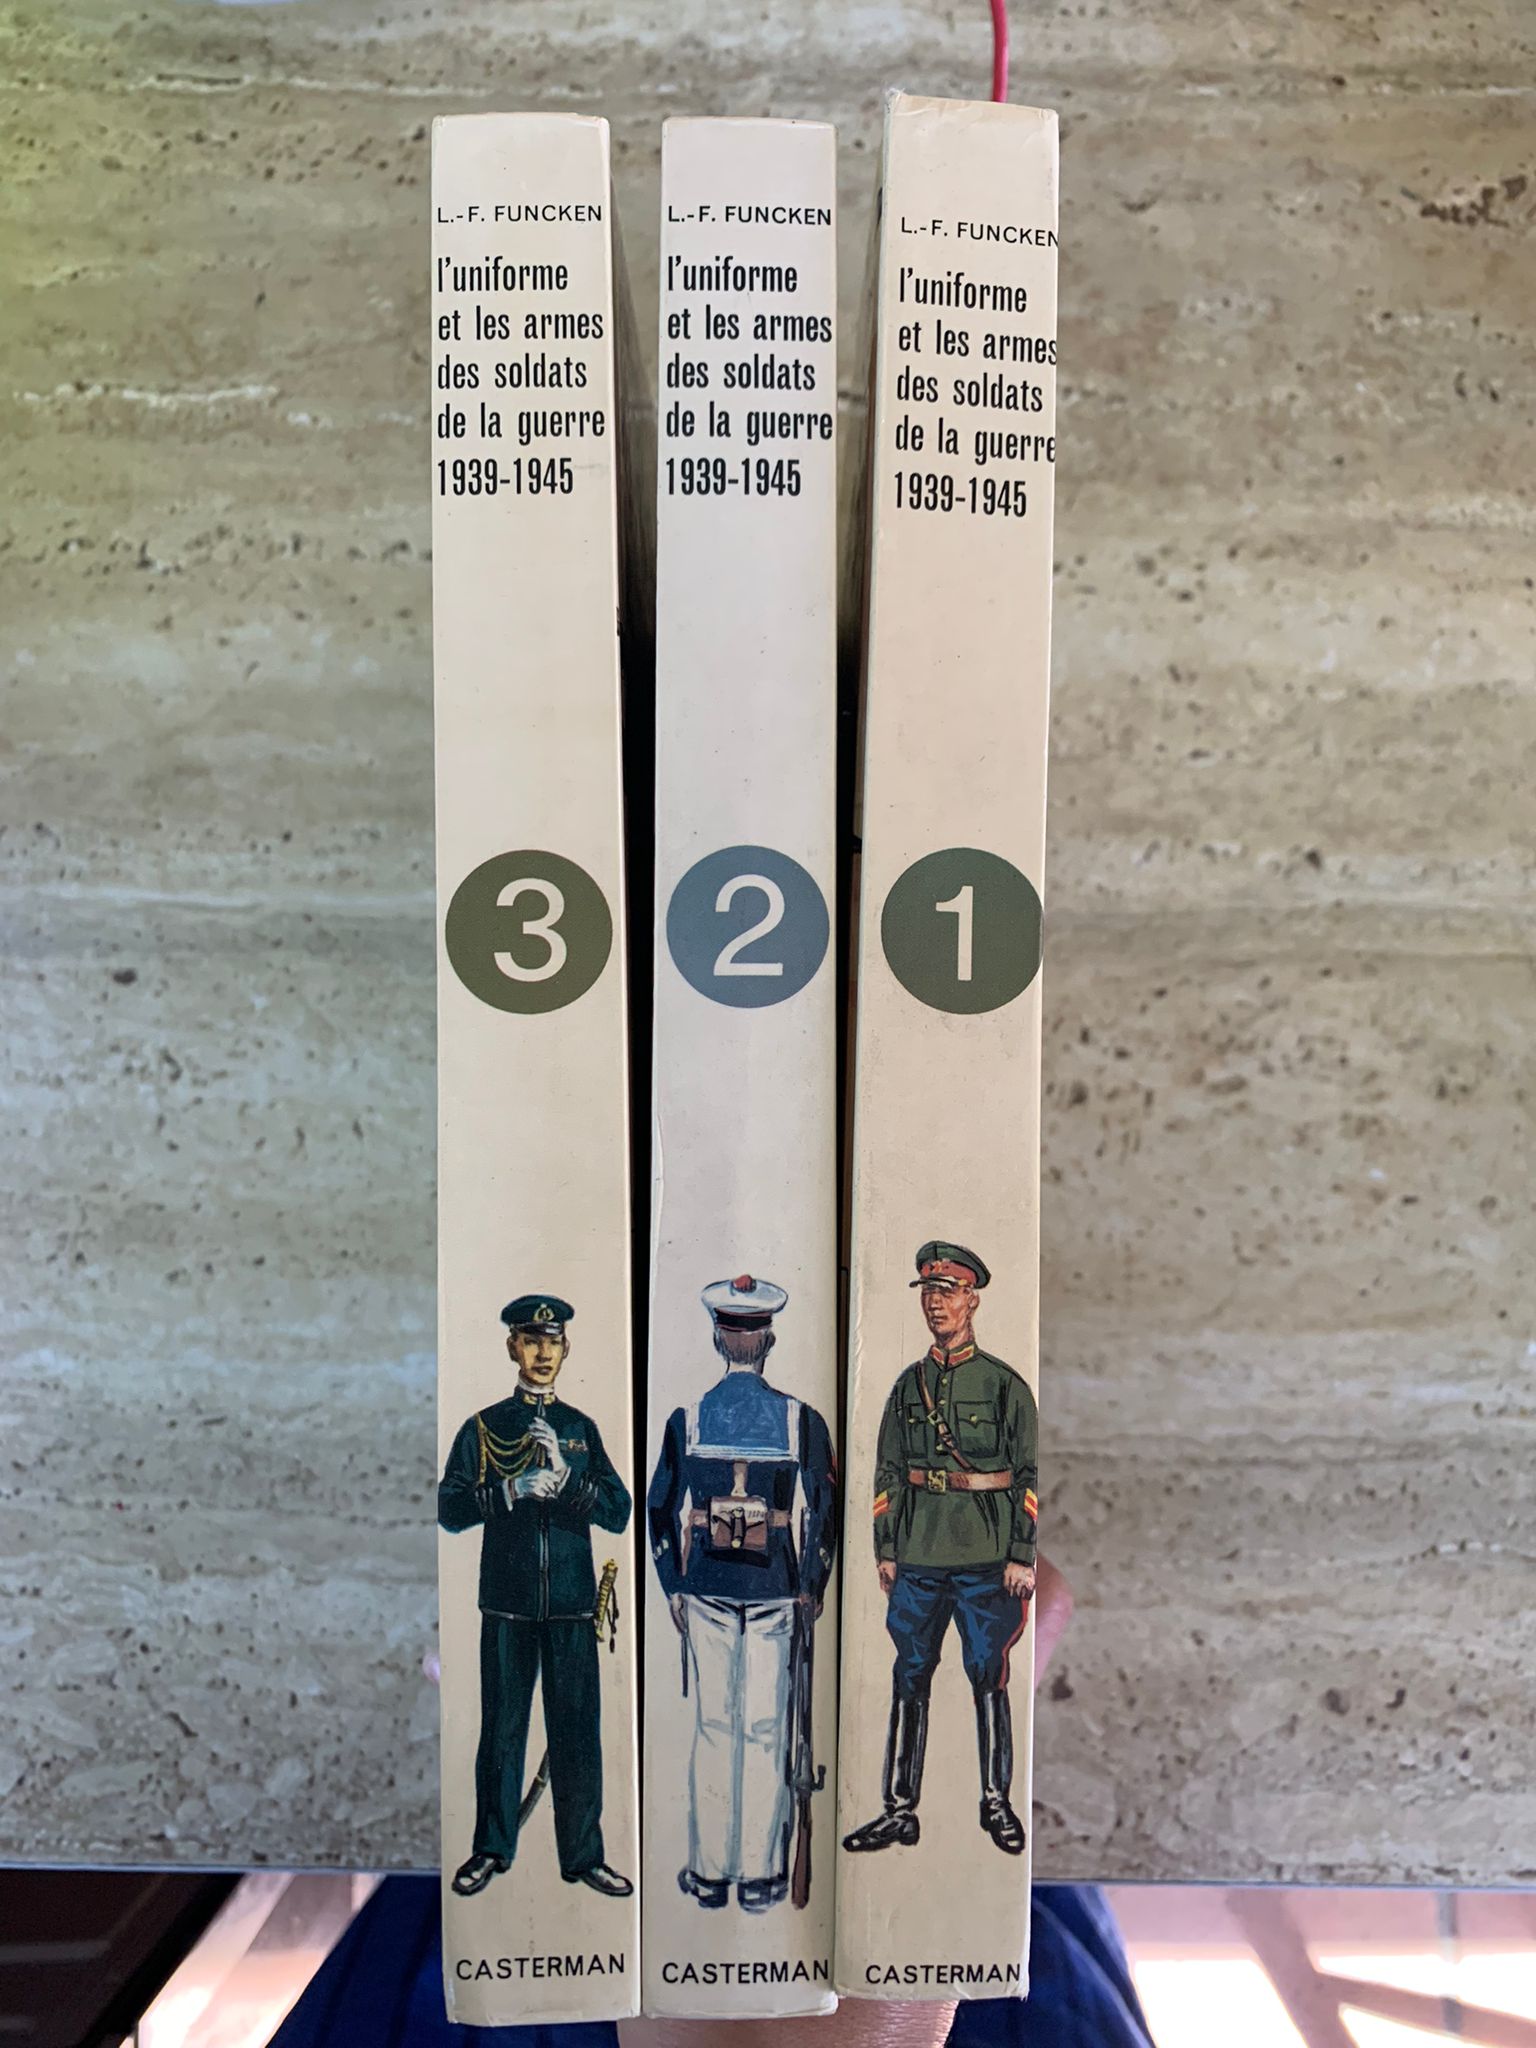 L.-F. FUNCKEN
l'uniforme
et les armes
des soldats
de la guerre
1939-1945
3
CASTERMAN
L.-F. FUNCKEN
l'uniforme
et les armes
des soldats
de la guerre
1939-1945
2
CASTERMAN
L.-F. FUNCKEN
l'uniforme
et les armes
des soldats
de la guerre
1939-1945
1
CASTERMAN